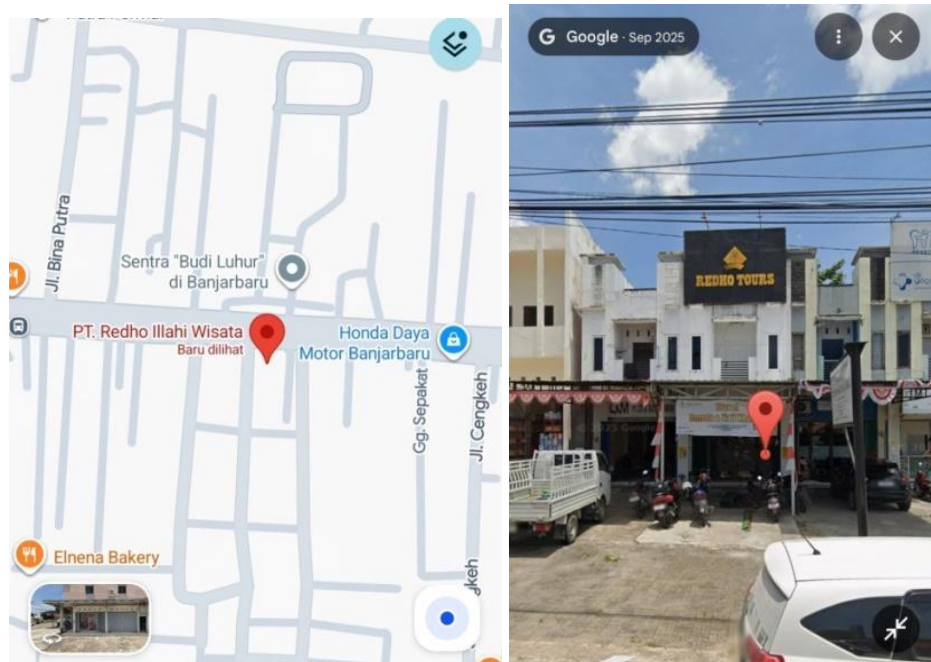 Jl. Bina Putra
Sentra "Budi Luhur"
di Banjarbaru
PT. Redho Illahi Wisata
Baru dilihat
Honda Daya
Motor Banjarbaru
Gg. Sepakat
Jl. Cengkeh
Elnena Bakery
gkeh
Google · Sep 2025
REDHO TOURS